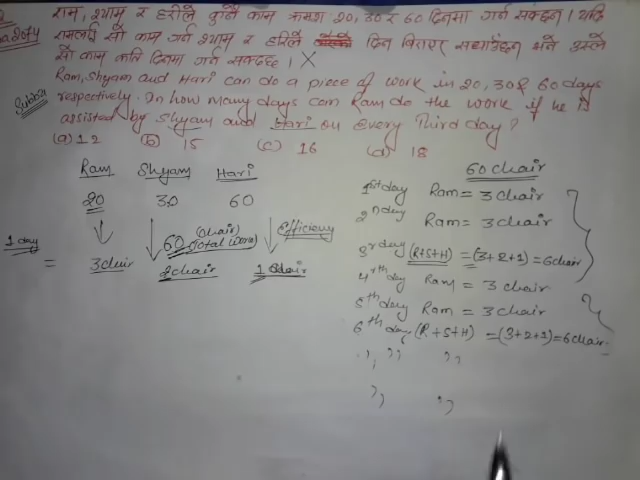 राम, श्याम र हरिले कुनै काम क्रमश 20, 30 र 60 दिनमा गर्न सक्छन् । यदि
रामलाई सो काम गर्न श्याम र हरिले दिन बिराएर सघाउँछन् भने उसले
सो काम कति दिनमा गर्न सक्दछ । X
Ram, Shyam and Hari can do a piece of work in 20, 30 & 60 days
respectively. In how many days can Ram do the work if he is
assisted by Shyam and Hari on every Third day?
(a) 12 (b) 15 (c) 16 (d) 18
Subba
2074
Ram Shyam Hari
20 30 60
60 (chair) (Total work)
Efficiency
1 day = 3 chair 2 chair 1 chair
60 chair
1st day Ram = 3 chair
2nd day Ram = 3 chair
3rd day (R+S+H) = (3+2+1) = 6 chair
4th day Ram = 3 chair
5th day Ram = 3 chair
6th day (R+S+H) = (3+2+1) = 6 chair
,, ,, ,,
,, ,,